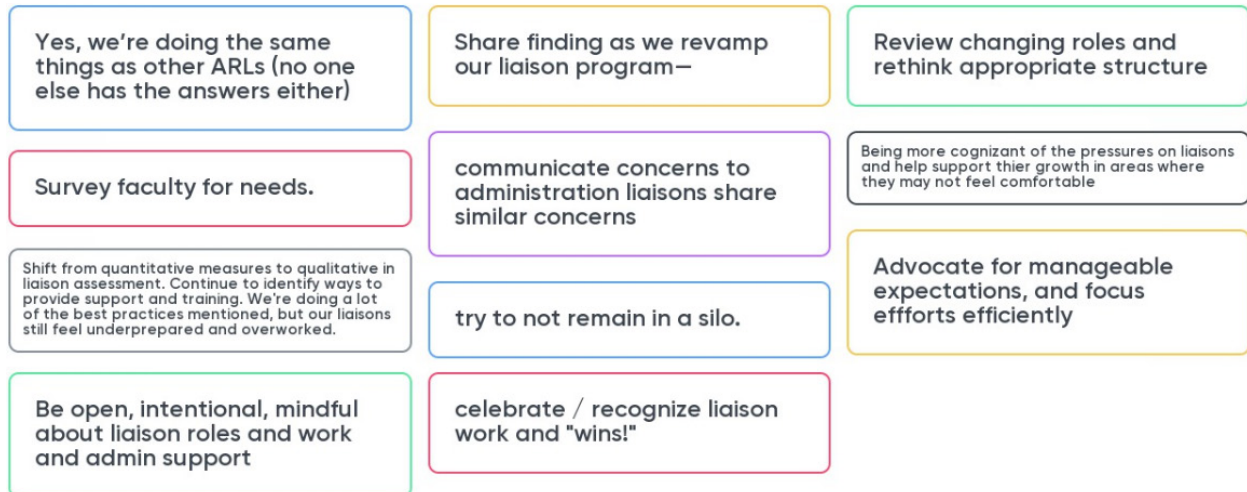 Yes, we're doing the same
things as other ARLs (no one
else has the answers either)
Survey faculty for needs.
Shift from quantitative measures to qualitative in
liaison assessment. Continue to identify ways to
provide support and training. We're doing a lot
of the best practices mentioned, but our liaisons
still feel underprepared and overworked.
Be open, intentional, mindful
about liaison roles and work
and admin support
Share finding as we revamp
our liaison program—
communicate concerns to
administration liaisons share
similar concerns
try to not remain in a silo.
celebrate / recognize liaison
work and "wins!"
Review changing roles and
rethink appropriate structure
Being more cognizant of the pressures on liaisons
and help support thier growth in areas where
they may not feel comfortable
Advocate for manageable
expectations, and focus
effforts efficiently